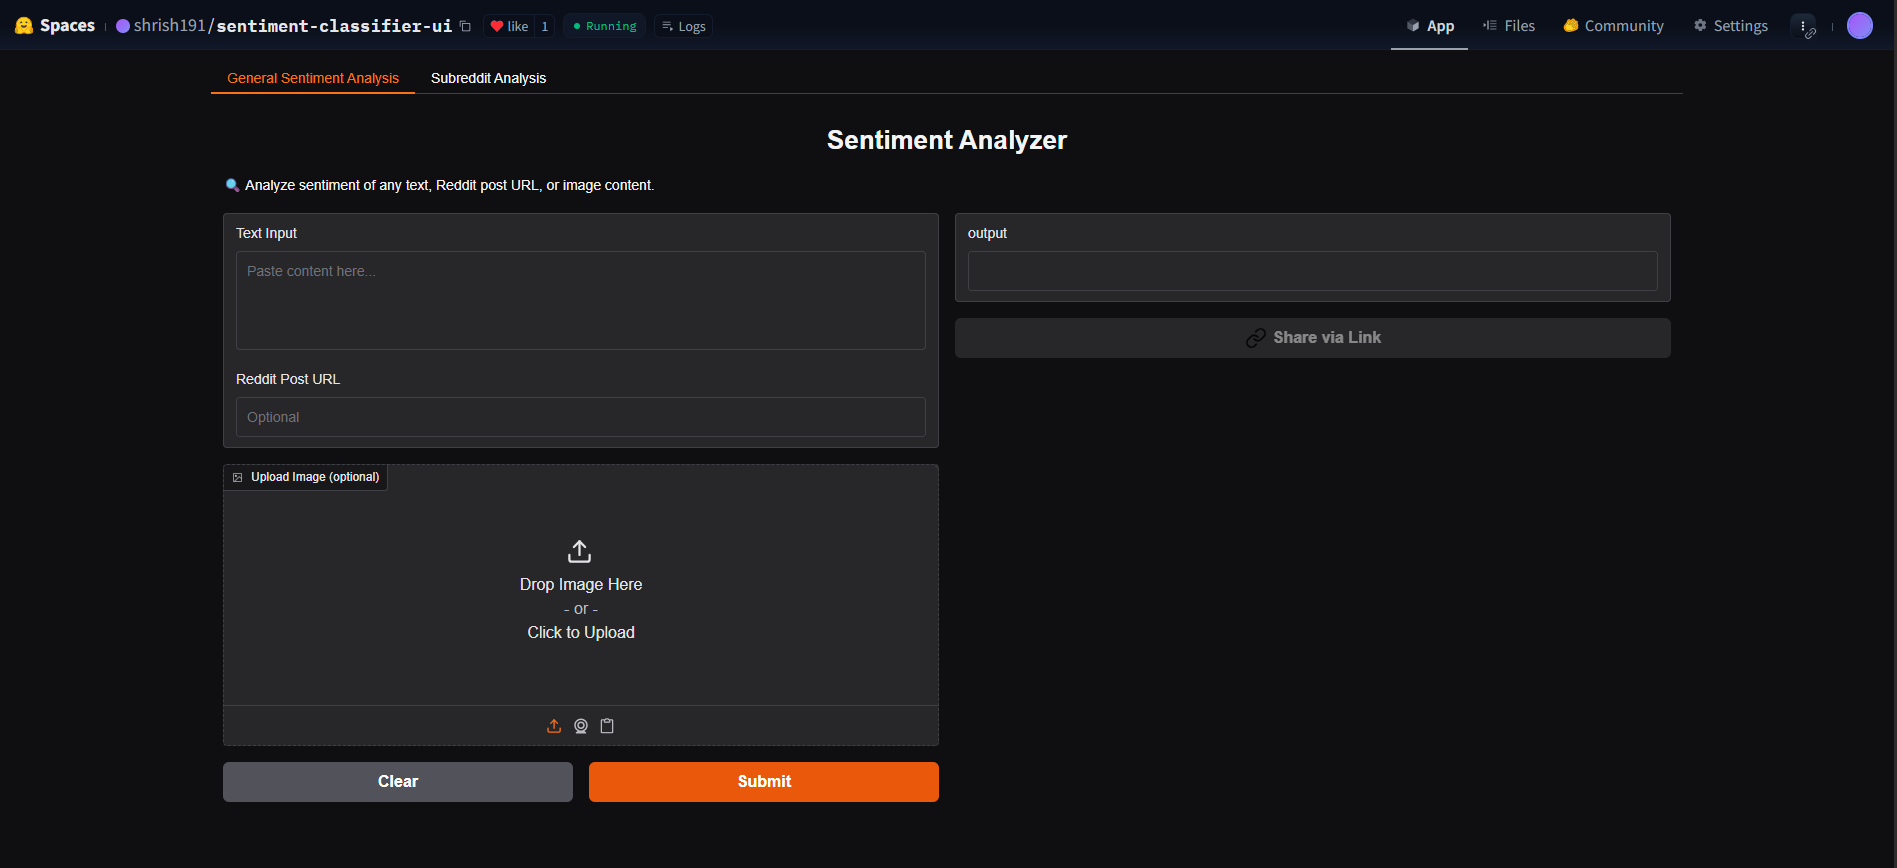 Spaces shrish191/sentiment-classifier-ui like 1 Running Logs App Files Community Settings
General Sentiment Analysis Subreddit Analysis
Sentiment Analyzer
🔍 Analyze sentiment of any text, Reddit post URL, or image content.
Text Input
Paste content here...
Reddit Post URL
Optional
Upload Image (optional)
Drop Image Here
- or -
Click to Upload
Clear Submit
output
Share via Link